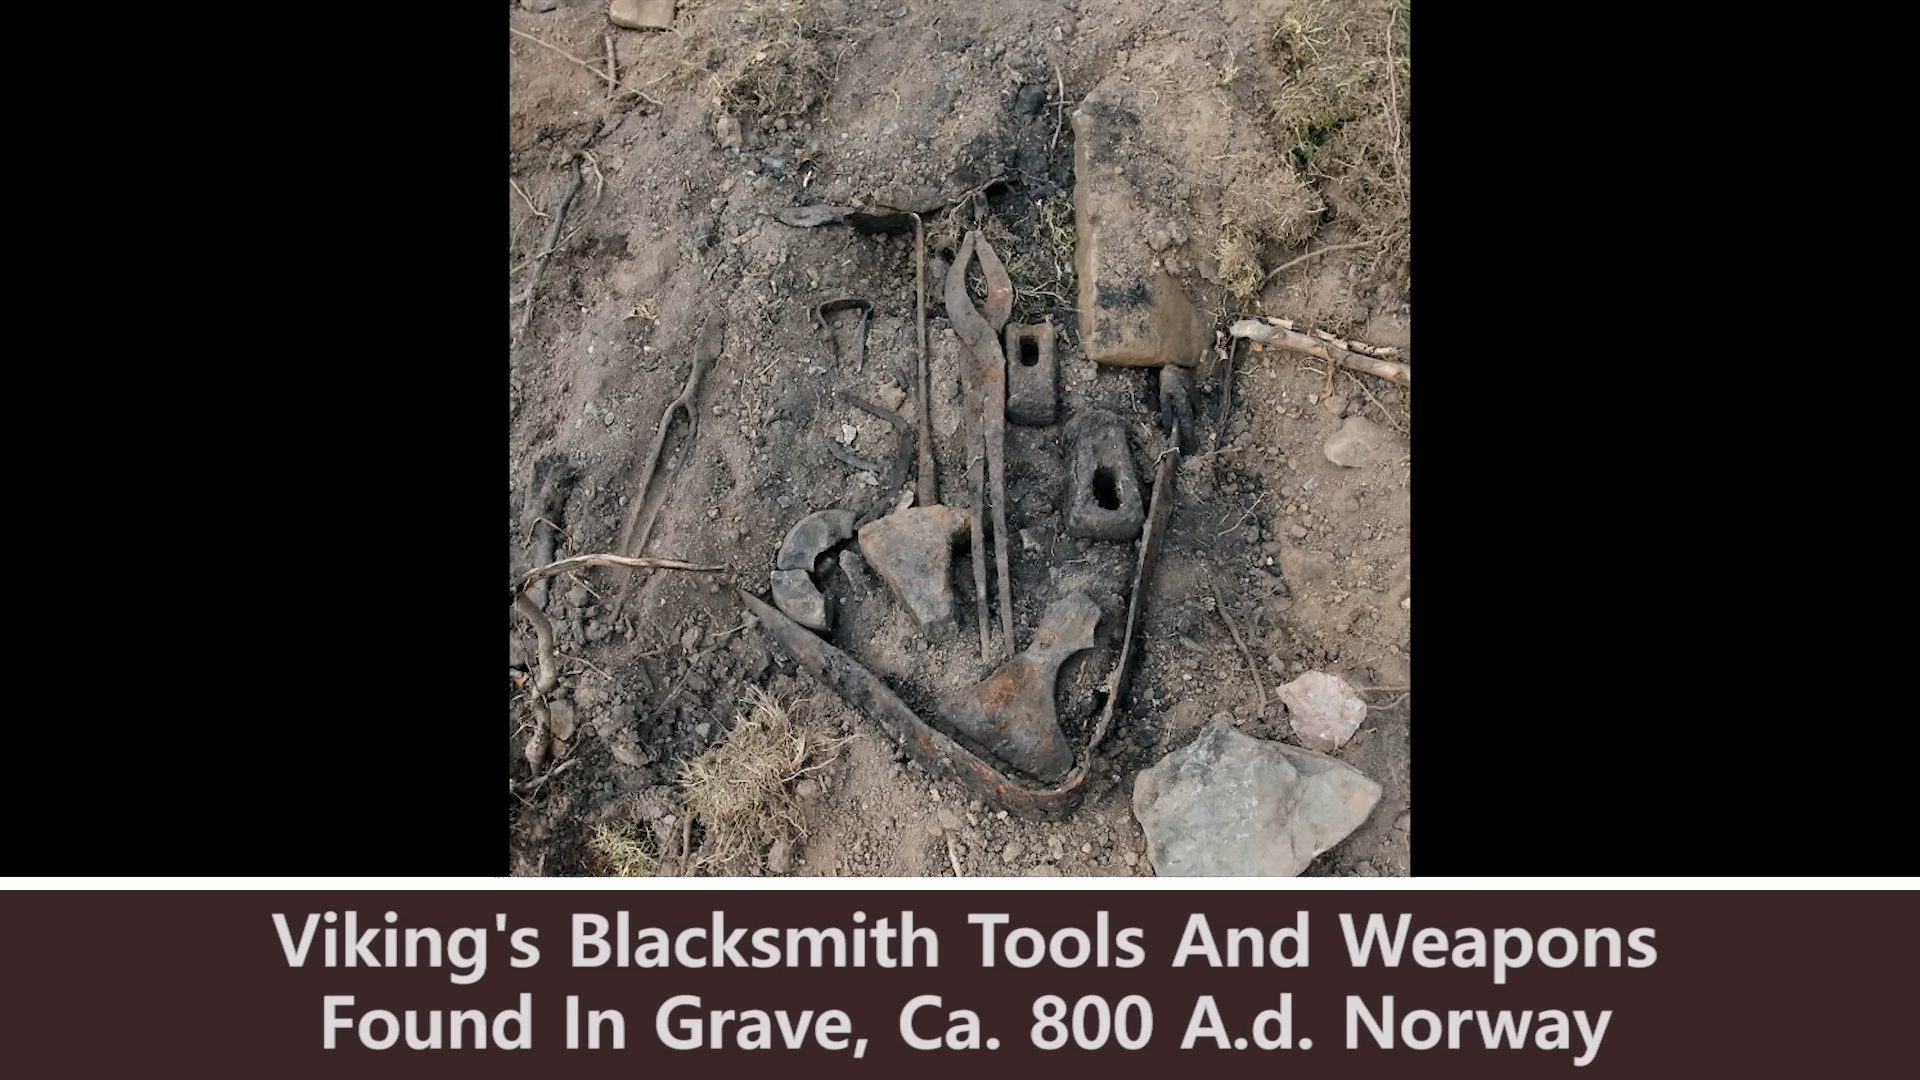 Viking's Blacksmith Tools And Weapons
Found In Grave, Ca. 800 A.d. Norway